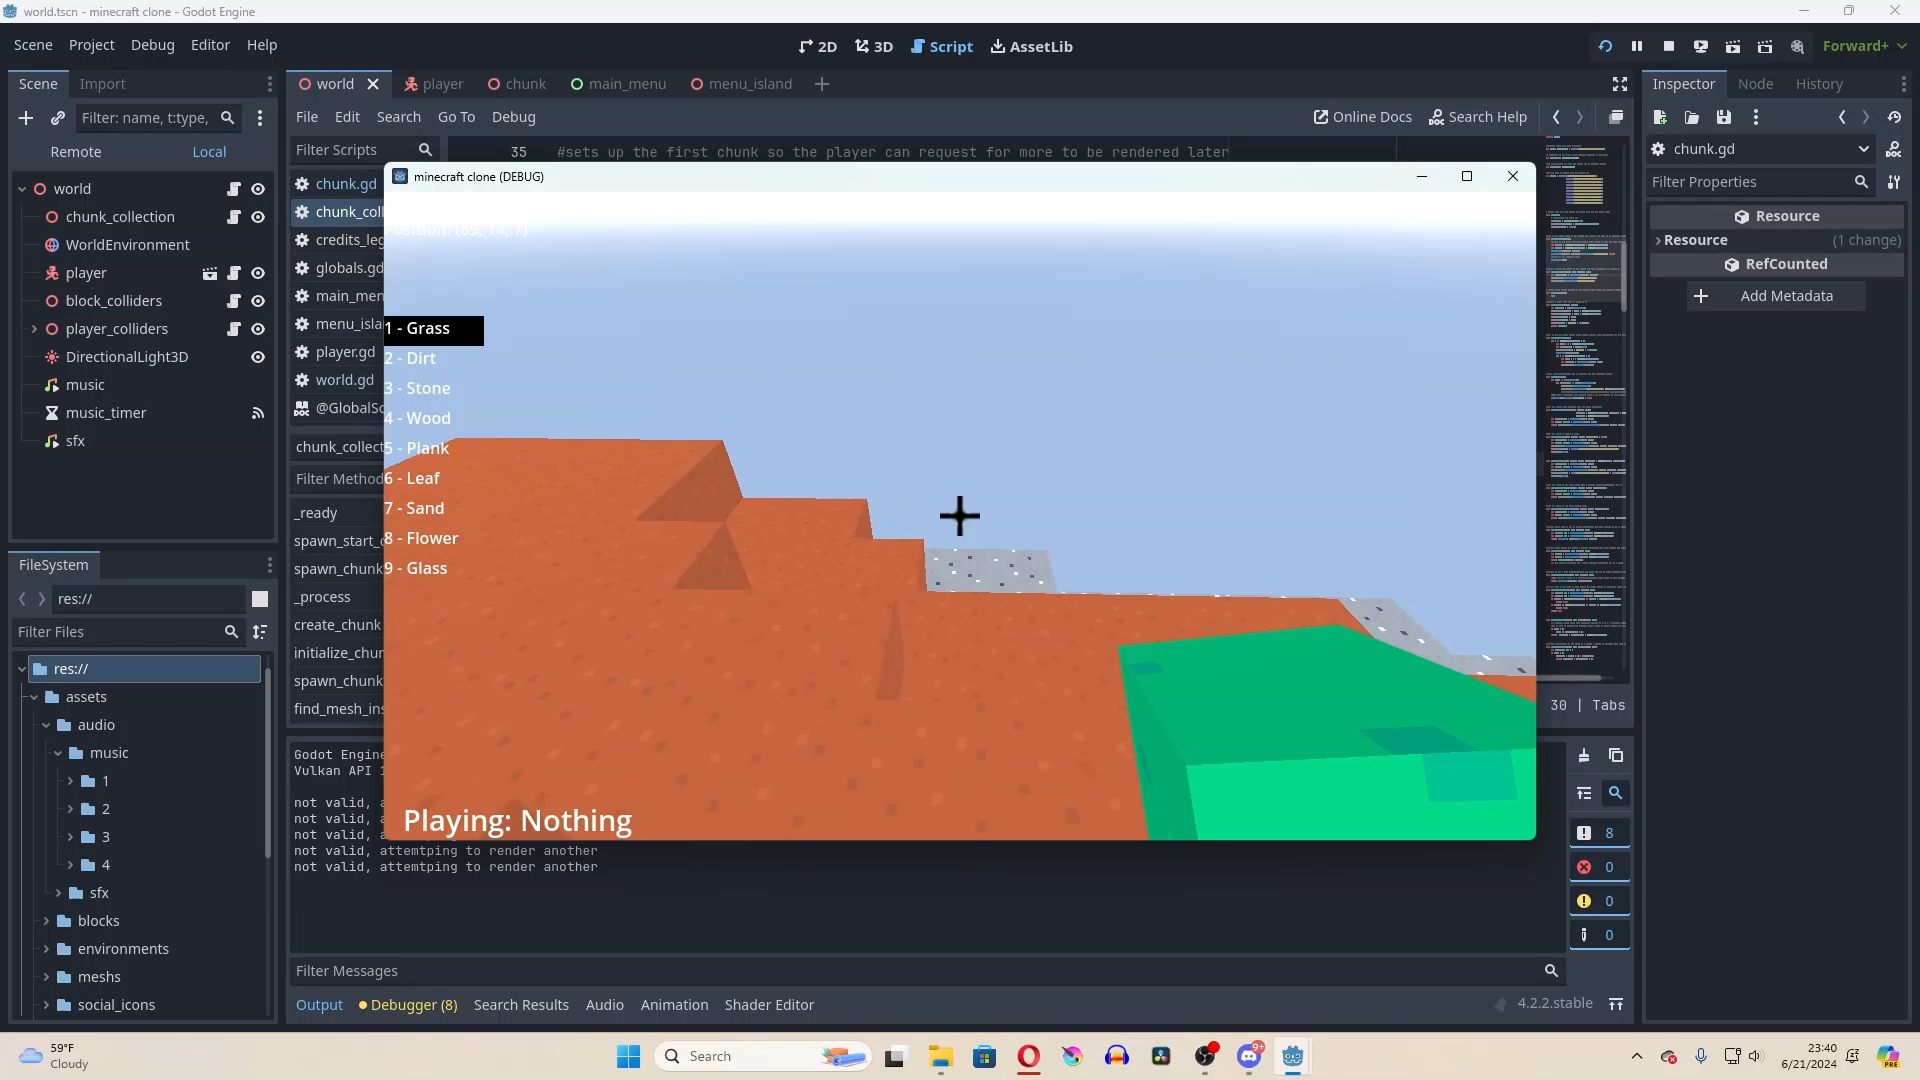 world.tscn - minecraft clone - Godot Engine
Scene Project Debug Editor Help
2D 3D Script AssetLib
Forward+
Scene Import
world player chunk main_menu menu_island
Inspector Node History
Filter: name, t:type,
File Edit Search Go To Debug
Online Docs Search Help
Remote Local
Filter Scripts
35 #sets up the first chunk so the player can request for more to be rendered later
chunk.gd
Filter Properties
world
chunk_collection
WorldEnvironment
player
block_colliders
player_colliders
DirectionalLight3D
music
music_timer
sfx
chunk.gd
chunk_coll
credits_leg
globals.gd
main_men
menu_isla
player.gd
world.gd
@GlobalSc
chunk_collect
Filter Method
_ready
spawn_start_c
spawn_chunk
_process
create_chunk
initialize_chur
spawn_chunk
find_mesh_ins
minecraft clone (DEBUG)
Position: (89, 14, 7)
1 - Grass
2 - Dirt
3 - Stone
4 - Wood
5 - Plank
6 - Leaf
7 - Sand
8 - Flower
9 - Glass
Playing: Nothing
Resource
Resource (1 change)
RefCounted
Add Metadata
30 | Tabs
FileSystem
res://
Filter Files
res://
assets
audio
music
1
2
3
4
sfx
blocks
environments
meshs
social_icons
Godot Engine
Vulkan API
not valid, a
not valid, a
not valid, a
not valid, attemtping to render another
not valid, attemtping to render another
8
0
0
0
Filter Messages
Output Debugger (8) Search Results Audio Animation Shader Editor
4.2.2.stable
59°F
Cloudy
Search
9+
23:40
6/21/2024
PRE